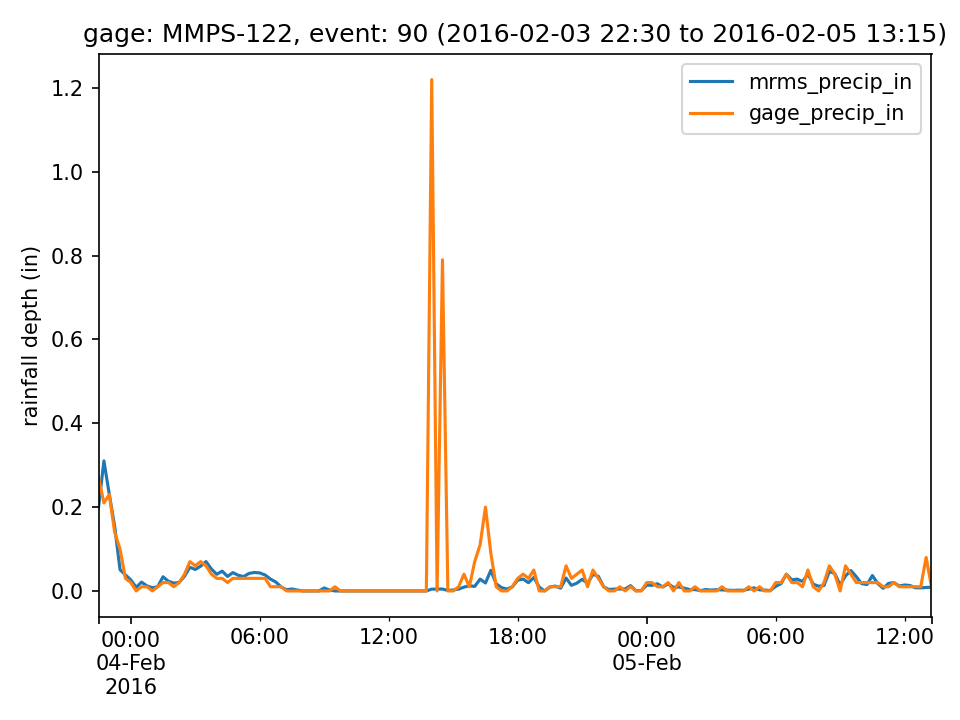 gage: MMPS-122, event: 90 (2016-02-03 22:30 to 2016-02-05 13:15)
mrms_precip_in
gage_precip_in
rainfall depth (in)
1.2
1.0
0.8
0.6
0.4
0.2
0.0
00:00 06:00 12:00 18:00 00:00 06:00 12:00
04-Feb 05-Feb
2016